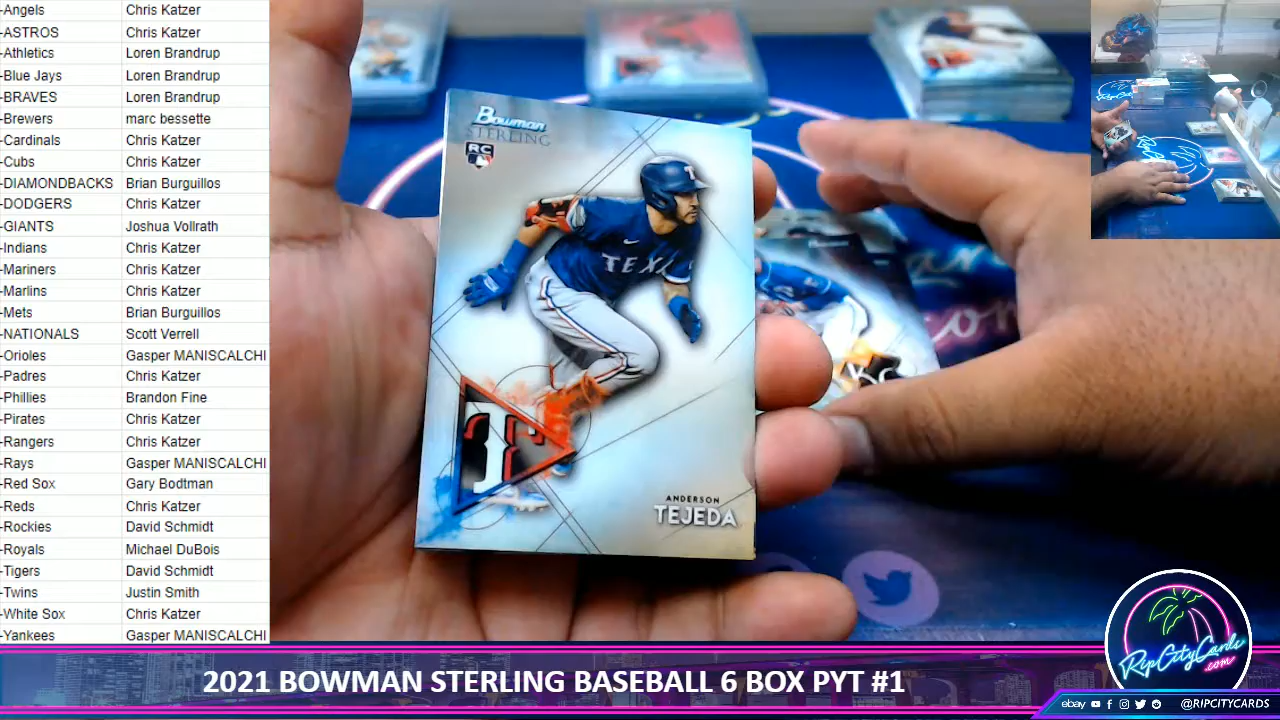 -Angels Chris Katzer
-ASTROS Chris Katzer
-Athletics Loren Brandrup
-Blue Jays Loren Brandrup
-BRAVES Loren Brandrup
-Brewers marc bessette
-Cardinals Chris Katzer
-Cubs Chris Katzer
-DIAMONDBACKS Brian Burguillos
-DODGERS Chris Katzer
-GIANTS Joshua Vollrath
-Indians Chris Katzer
-Mariners Chris Katzer
-Marlins Chris Katzer
-Mets Brian Burguillos
-NATIONALS Scott Verrell
-Orioles Gasper MANISCALCHI
-Padres Chris Katzer
-Phillies Brandon Fine
-Pirates Chris Katzer
-Rangers Chris Katzer
-Rays Gasper MANISCALCHI
-Red Sox Gary Bodtman
-Reds Chris Katzer
-Rockies David Schmidt
-Royals Michael DuBois
-Tigers David Schmidt
-Twins Justin Smith
-White Sox Chris Katzer
-Yankees Gasper MANISCALCHI
Bowman
STERLING
RC
T
TEXA
T
ANDERSON
TEJEDA
KC
RipCityCards
.com
2021 BOWMAN STERLING BASEBALL 6 BOX PYT #1
ebay @RIPCITYCARDS